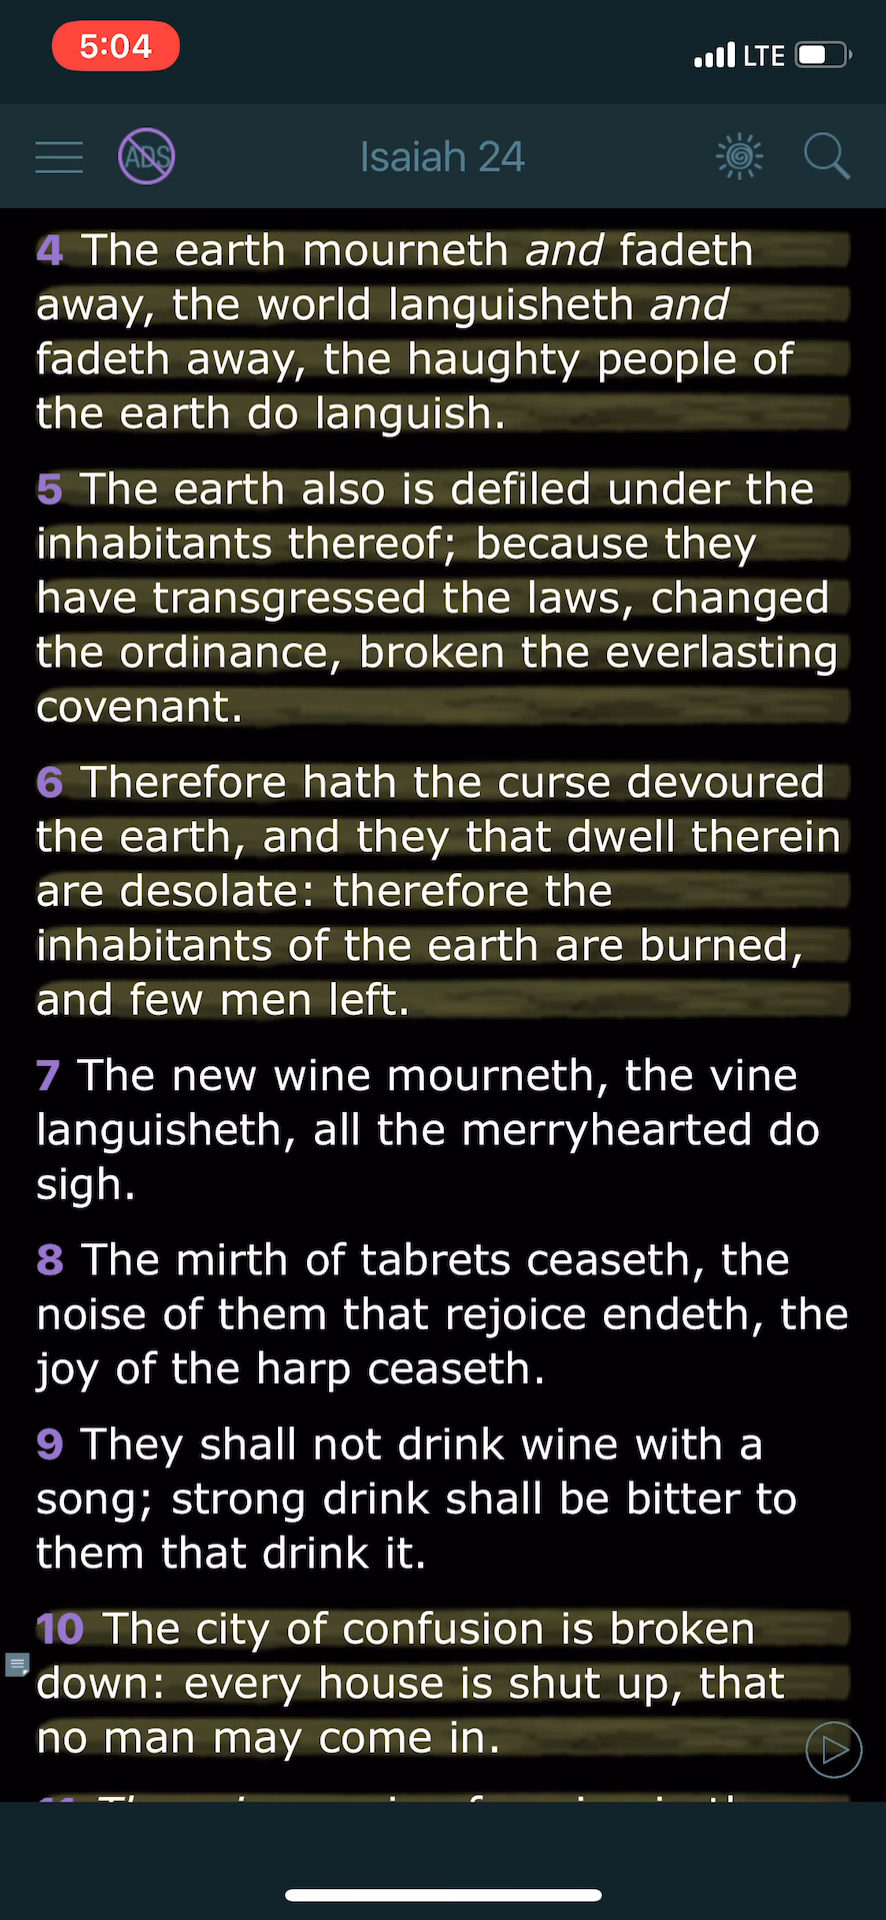 5:04
LTE
ADS
Isaiah 24
4 The earth mourneth and fadeth
away, the world languisheth and
fadeth away, the haughty people of
the earth do languish.
5 The earth also is defiled under the
inhabitants thereof; because they
have transgressed the laws, changed
the ordinance, broken the everlasting
covenant.
6 Therefore hath the curse devoured
the earth, and they that dwell therein
are desolate: therefore the
inhabitants of the earth are burned,
and few men left.
7 The new wine mourneth, the vine
languisheth, all the merryhearted do
sigh.
8 The mirth of tabrets ceaseth, the
noise of them that rejoice endeth, the
joy of the harp ceaseth.
9 They shall not drink wine with a
song; strong drink shall be bitter to
them that drink it.
10 The city of confusion is broken
down: every house is shut up, that
no man may come in.